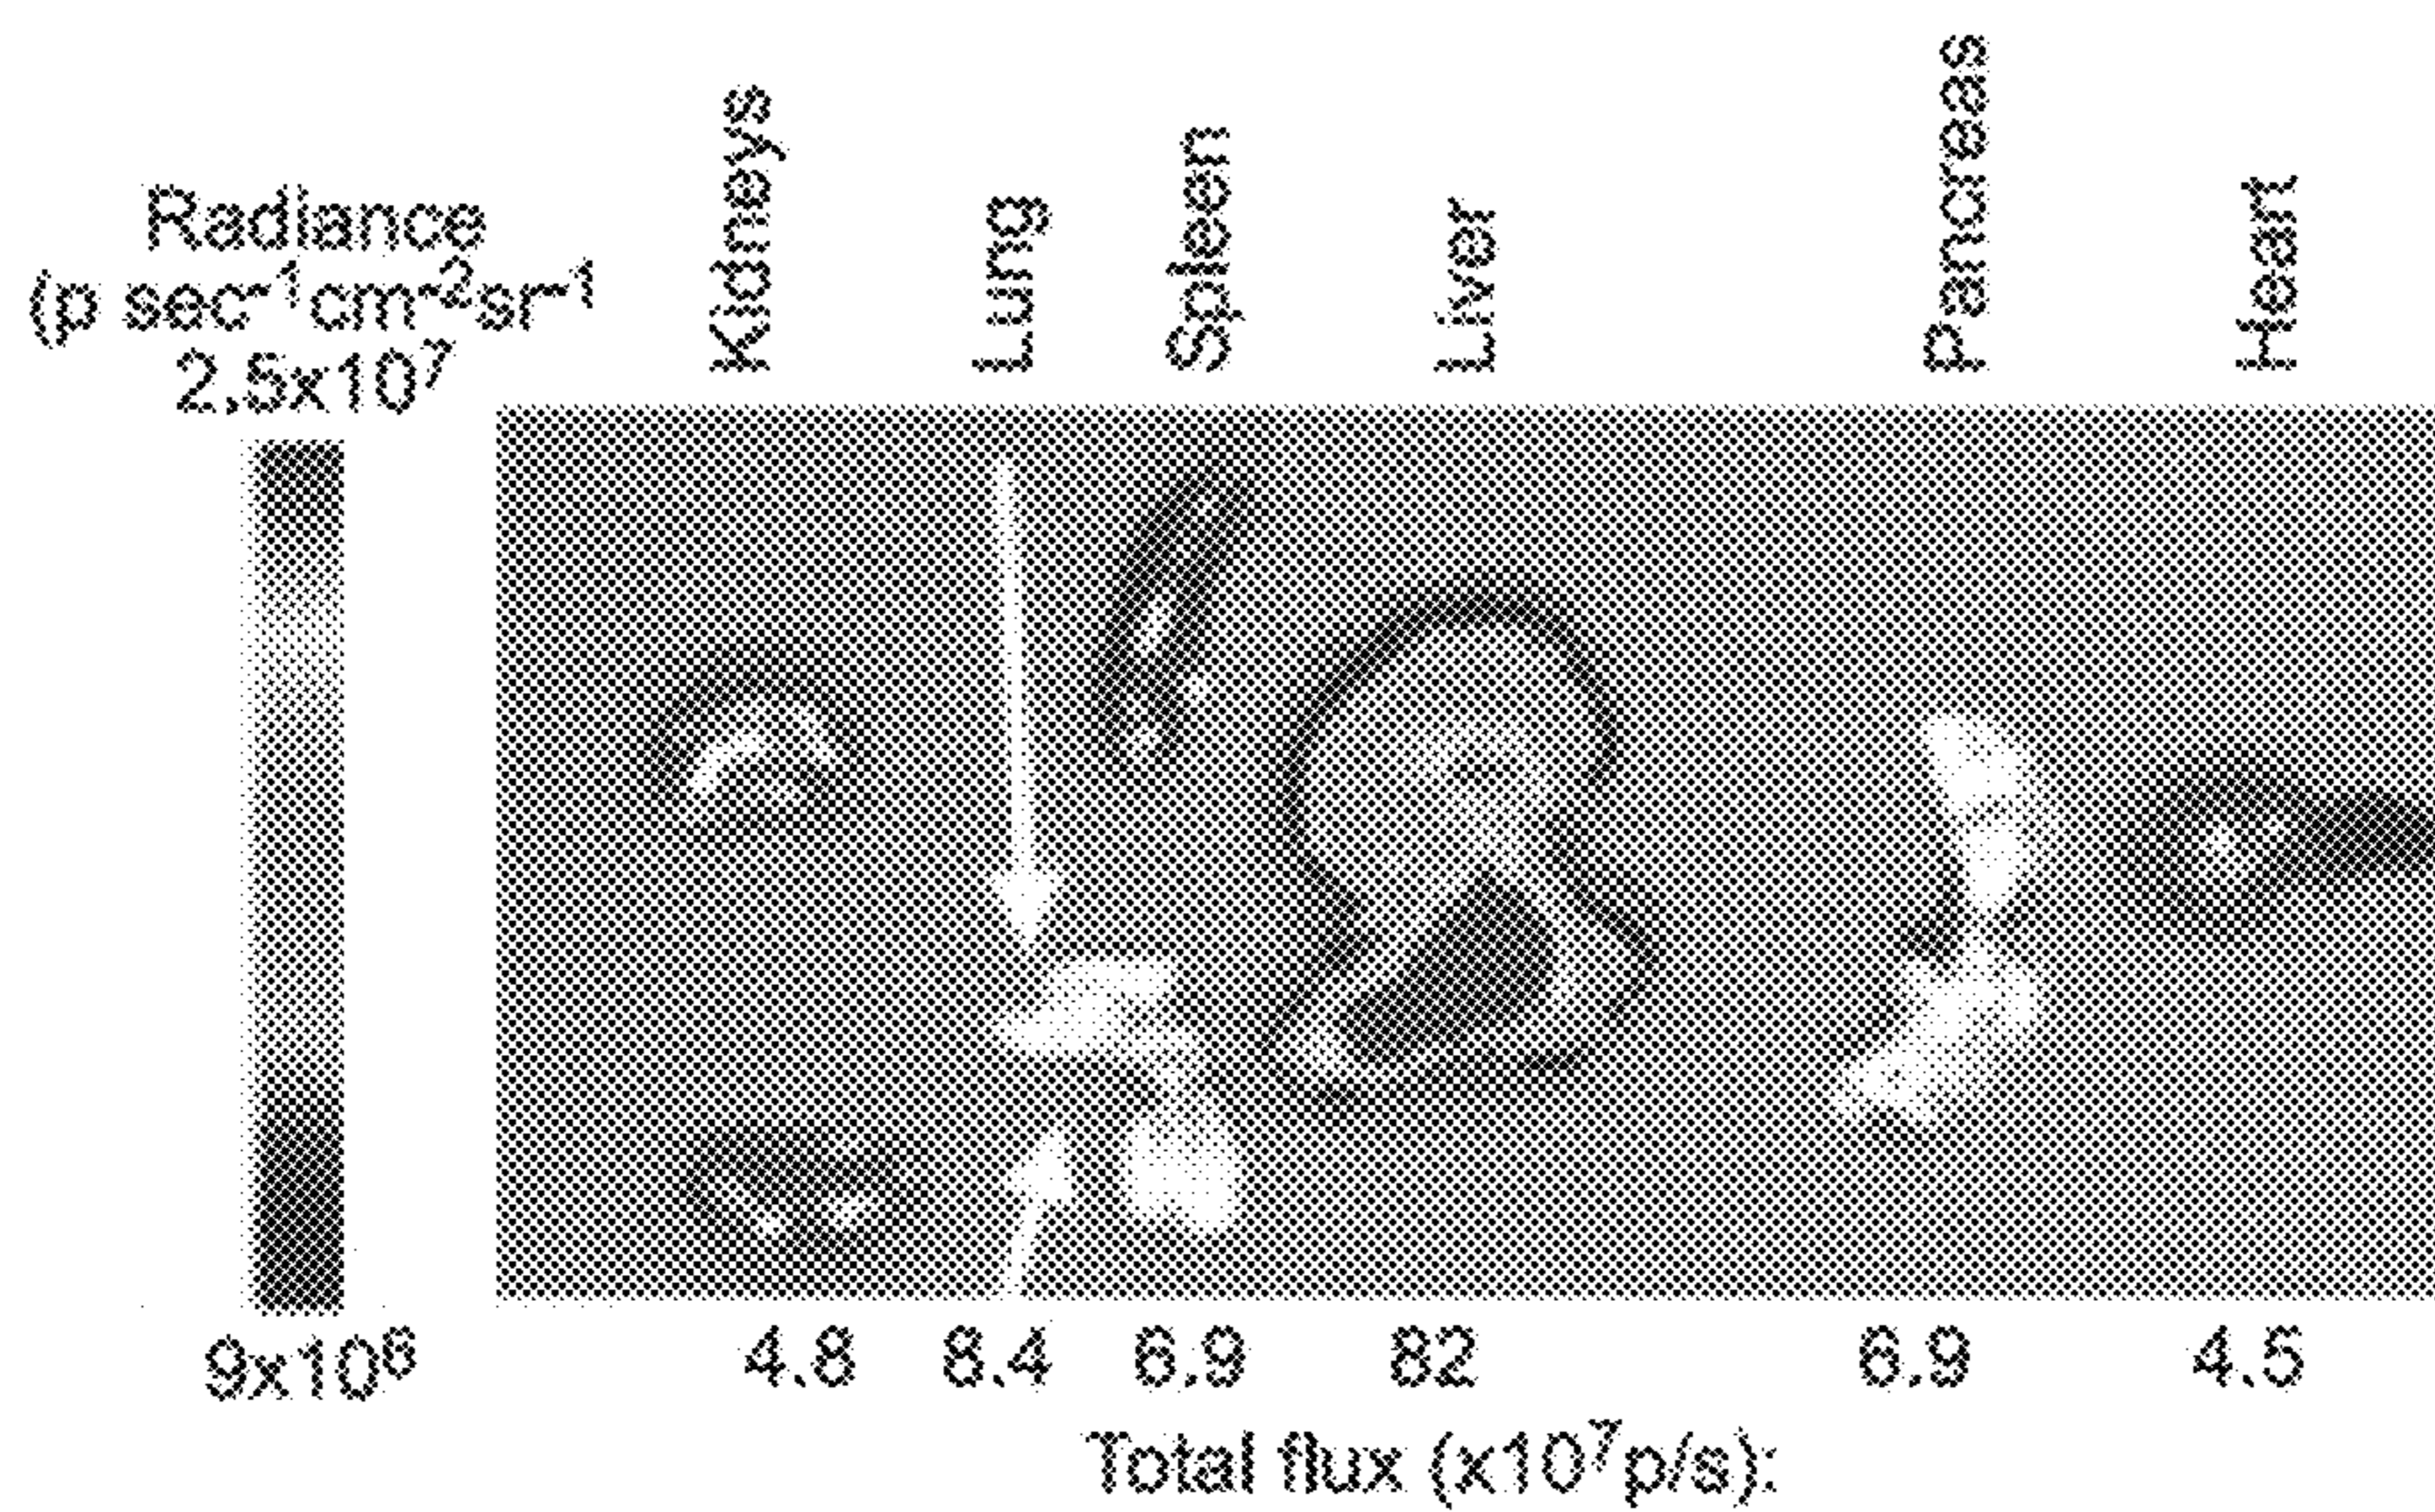 Radiance
(p sec⁻¹cm⁻²sr⁻¹
2.5x10⁷
Kidneys
Lung
Spleen
Liver
Pancreas
Heart
9x10⁶
4.8 8.4 6.9 82 6.9 4.5
Total flux (x10⁷p/s):